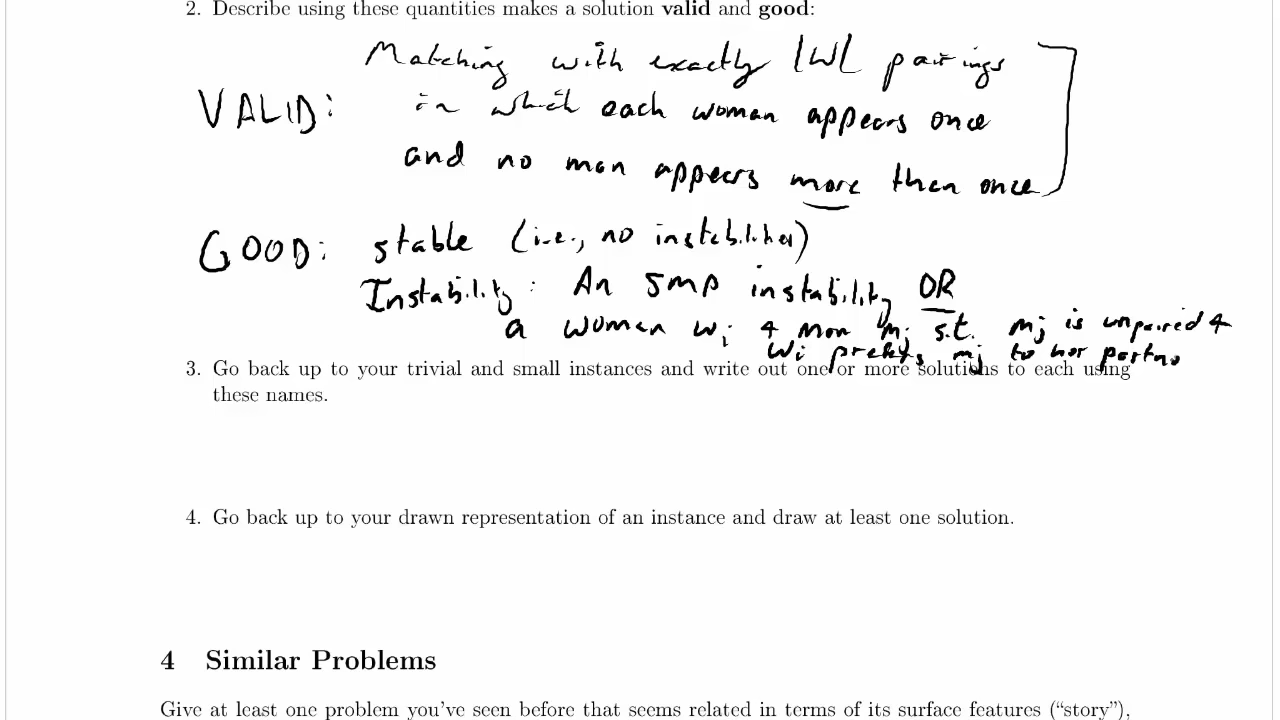 2. Describe using these quantities makes a solution valid and good:
Matching with exactly |W| pairings
VALID: in which each woman appears once
and no man appears more then once
GOOD: stable (i.e., no instabilities)
Instability: An SMP instability OR
a women wi & man mj s.t. mj is unpaired &
wi prefers mj to her partner
3. Go back up to your trivial and small instances and write out one or more solutions to each using
these names.
4. Go back up to your drawn representation of an instance and draw at least one solution.
4 Similar Problems
Give at least one problem you've seen before that seems related in terms of its surface features (“story”),